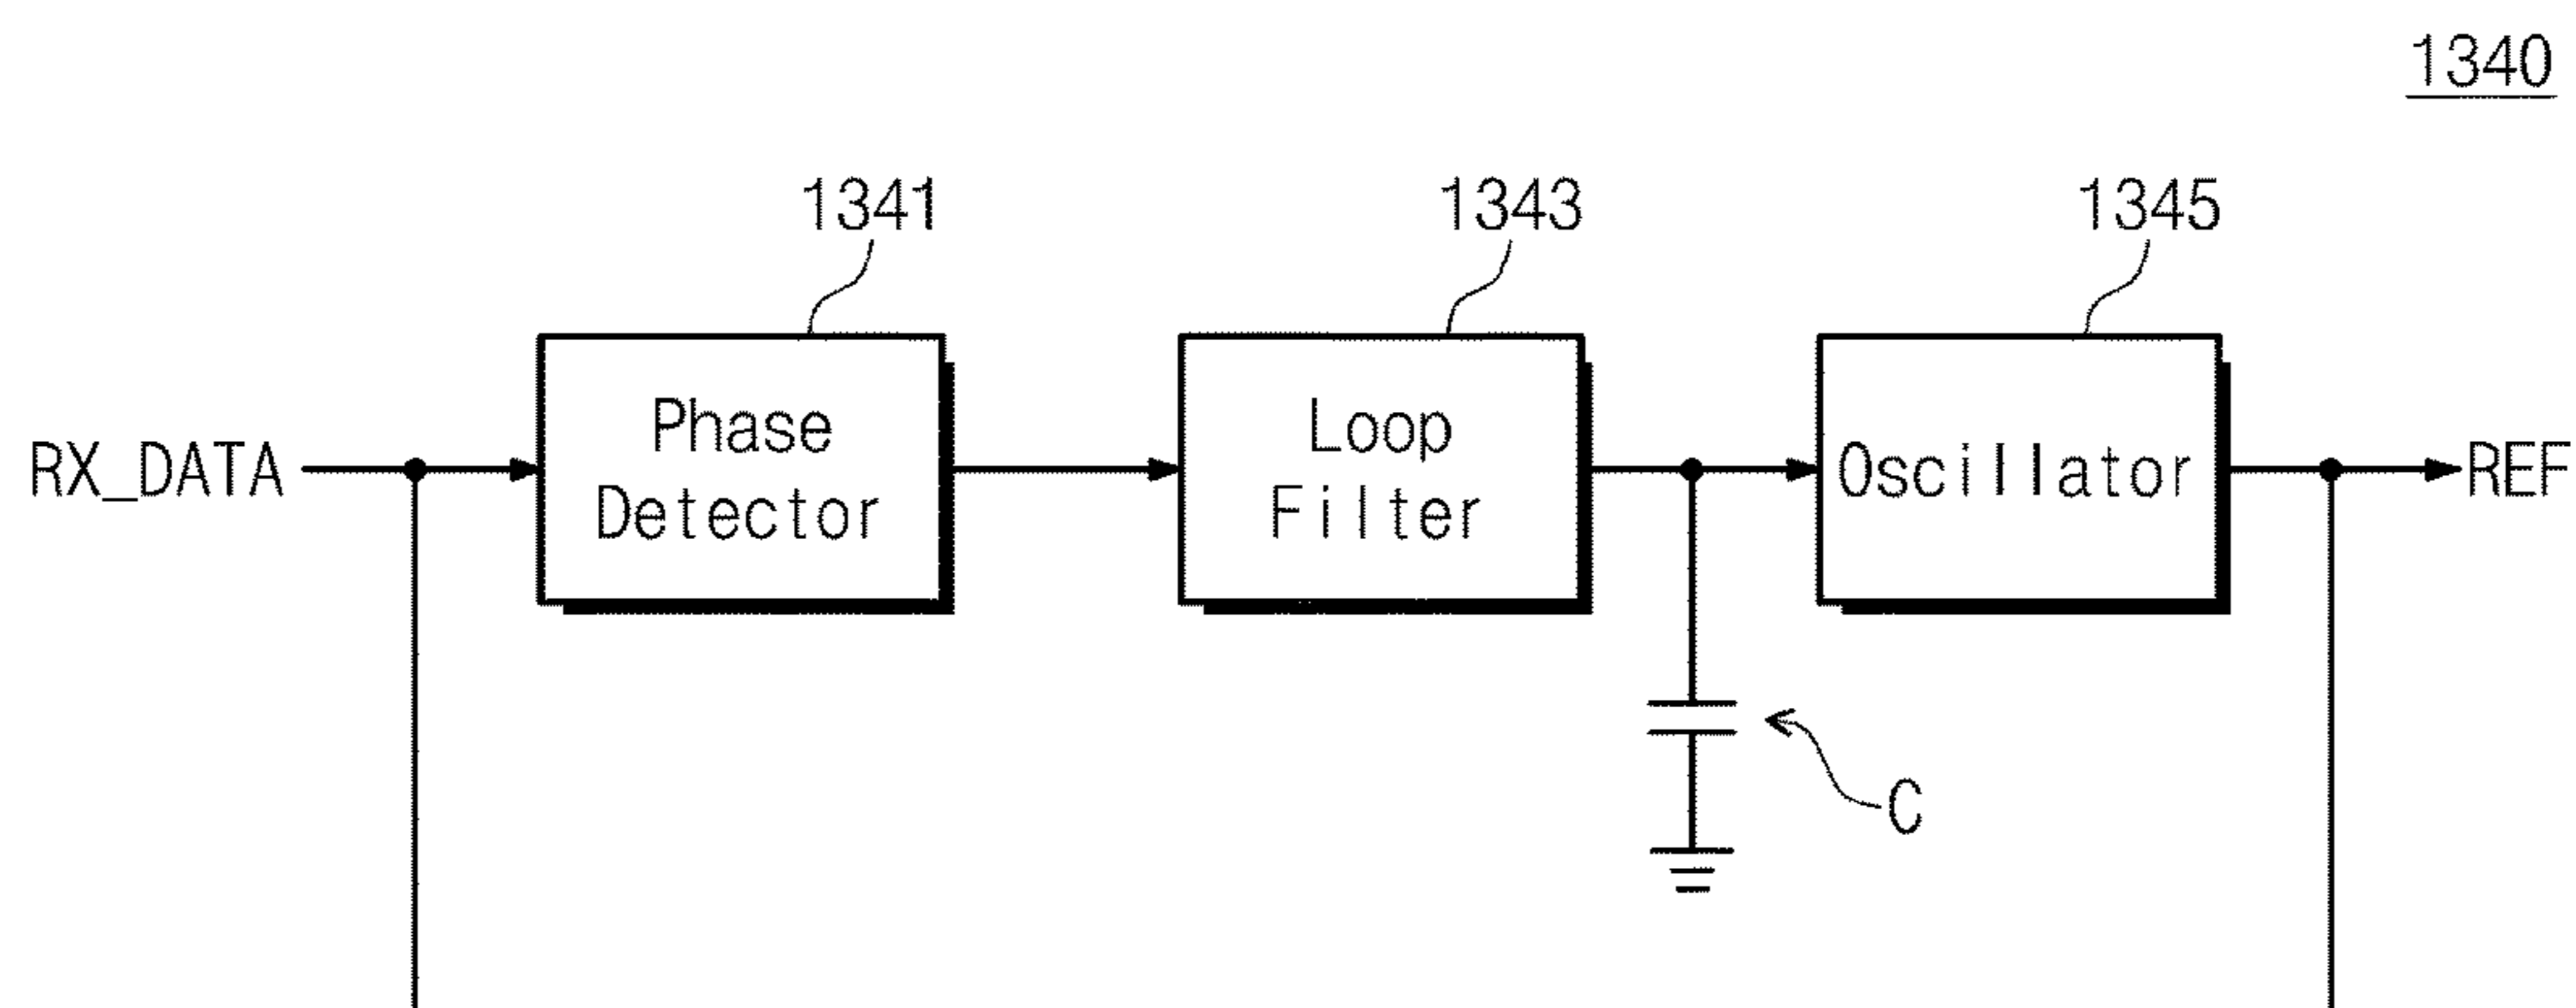 1340
1341
1343
1345
RX_DATA
Phase
Detector
Loop
Filter
Oscillator
REF
C